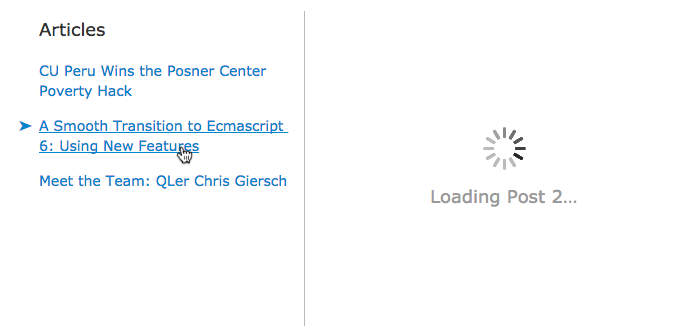 Articles
CU Peru Wins the Posner Center
Poverty Hack
A Smooth Transition to Ecmascript
6: Using New Features
Meet the Team: QLer Chris Giersch
Loading Post 2...